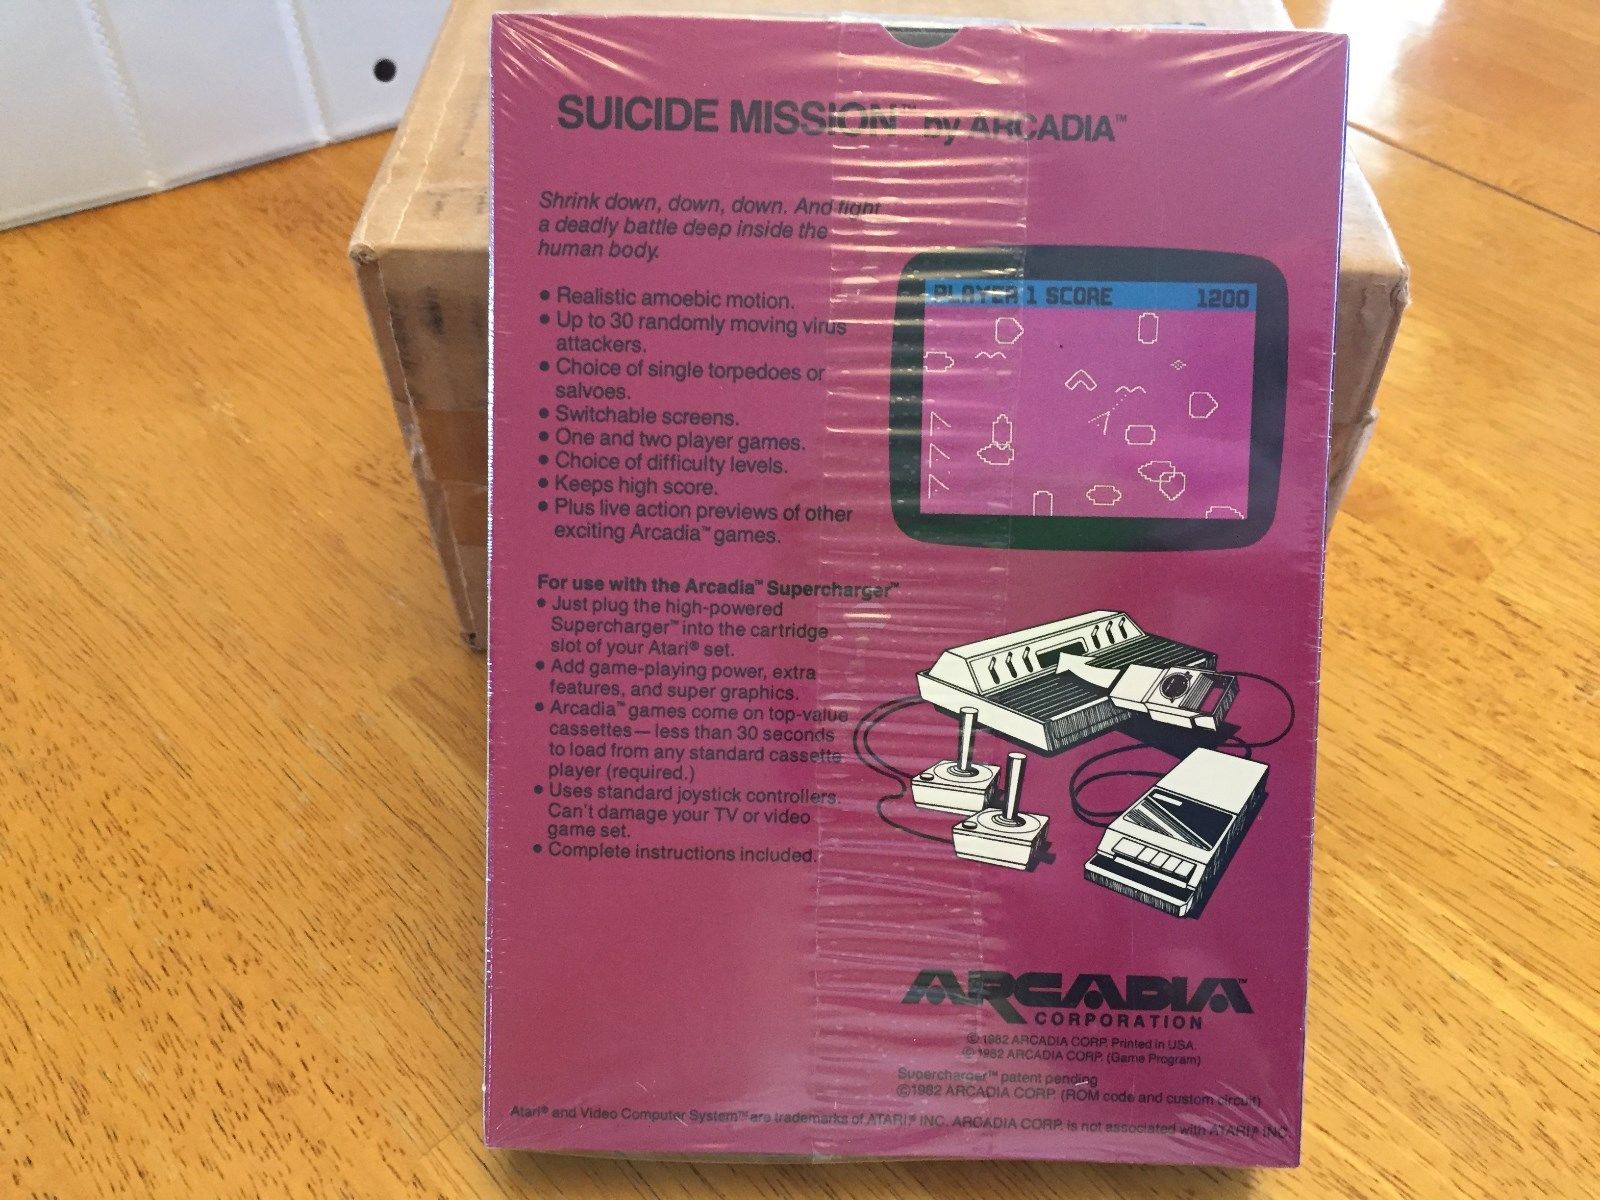 SUICIDE MISSION™ by ARCADIA™
Shrink down, down, down. And fight
a deadly battle deep inside the
human body.
• Realistic amoebic motion.
• Up to 30 randomly moving virus
attackers.
• Choice of single torpedoes or
salvoes.
• Switchable screens.
• One and two player games.
• Choice of difficulty levels.
• Keeps high score.
• Plus live action previews of other
exciting Arcadia™ games.
PLAYER 1 SCORE 1200
For use with the Arcadia™ Supercharger™
• Just plug the high-powered
Supercharger™ into the cartridge
slot of your Atari® set.
• Add game-playing power, extra
features, and super graphics.
• Arcadia™ games come on top-value
cassettes—less than 30 seconds
to load from any standard cassette
player (required.)
• Uses standard joystick controllers.
Can't damage your TV or video
game set.
• Complete instructions included.
ARCADIA™
CORPORATION
© 1982 ARCADIA CORP. Printed in USA.
© 1982 ARCADIA CORP. (Game Program)
Supercharger™ patent pending
©1982 ARCADIA CORP. (ROM code and custom circuit)
Atari® and Video Computer System™ are trademarks of ATARI® INC. ARCADIA CORP. is not associated with ATARI® INC